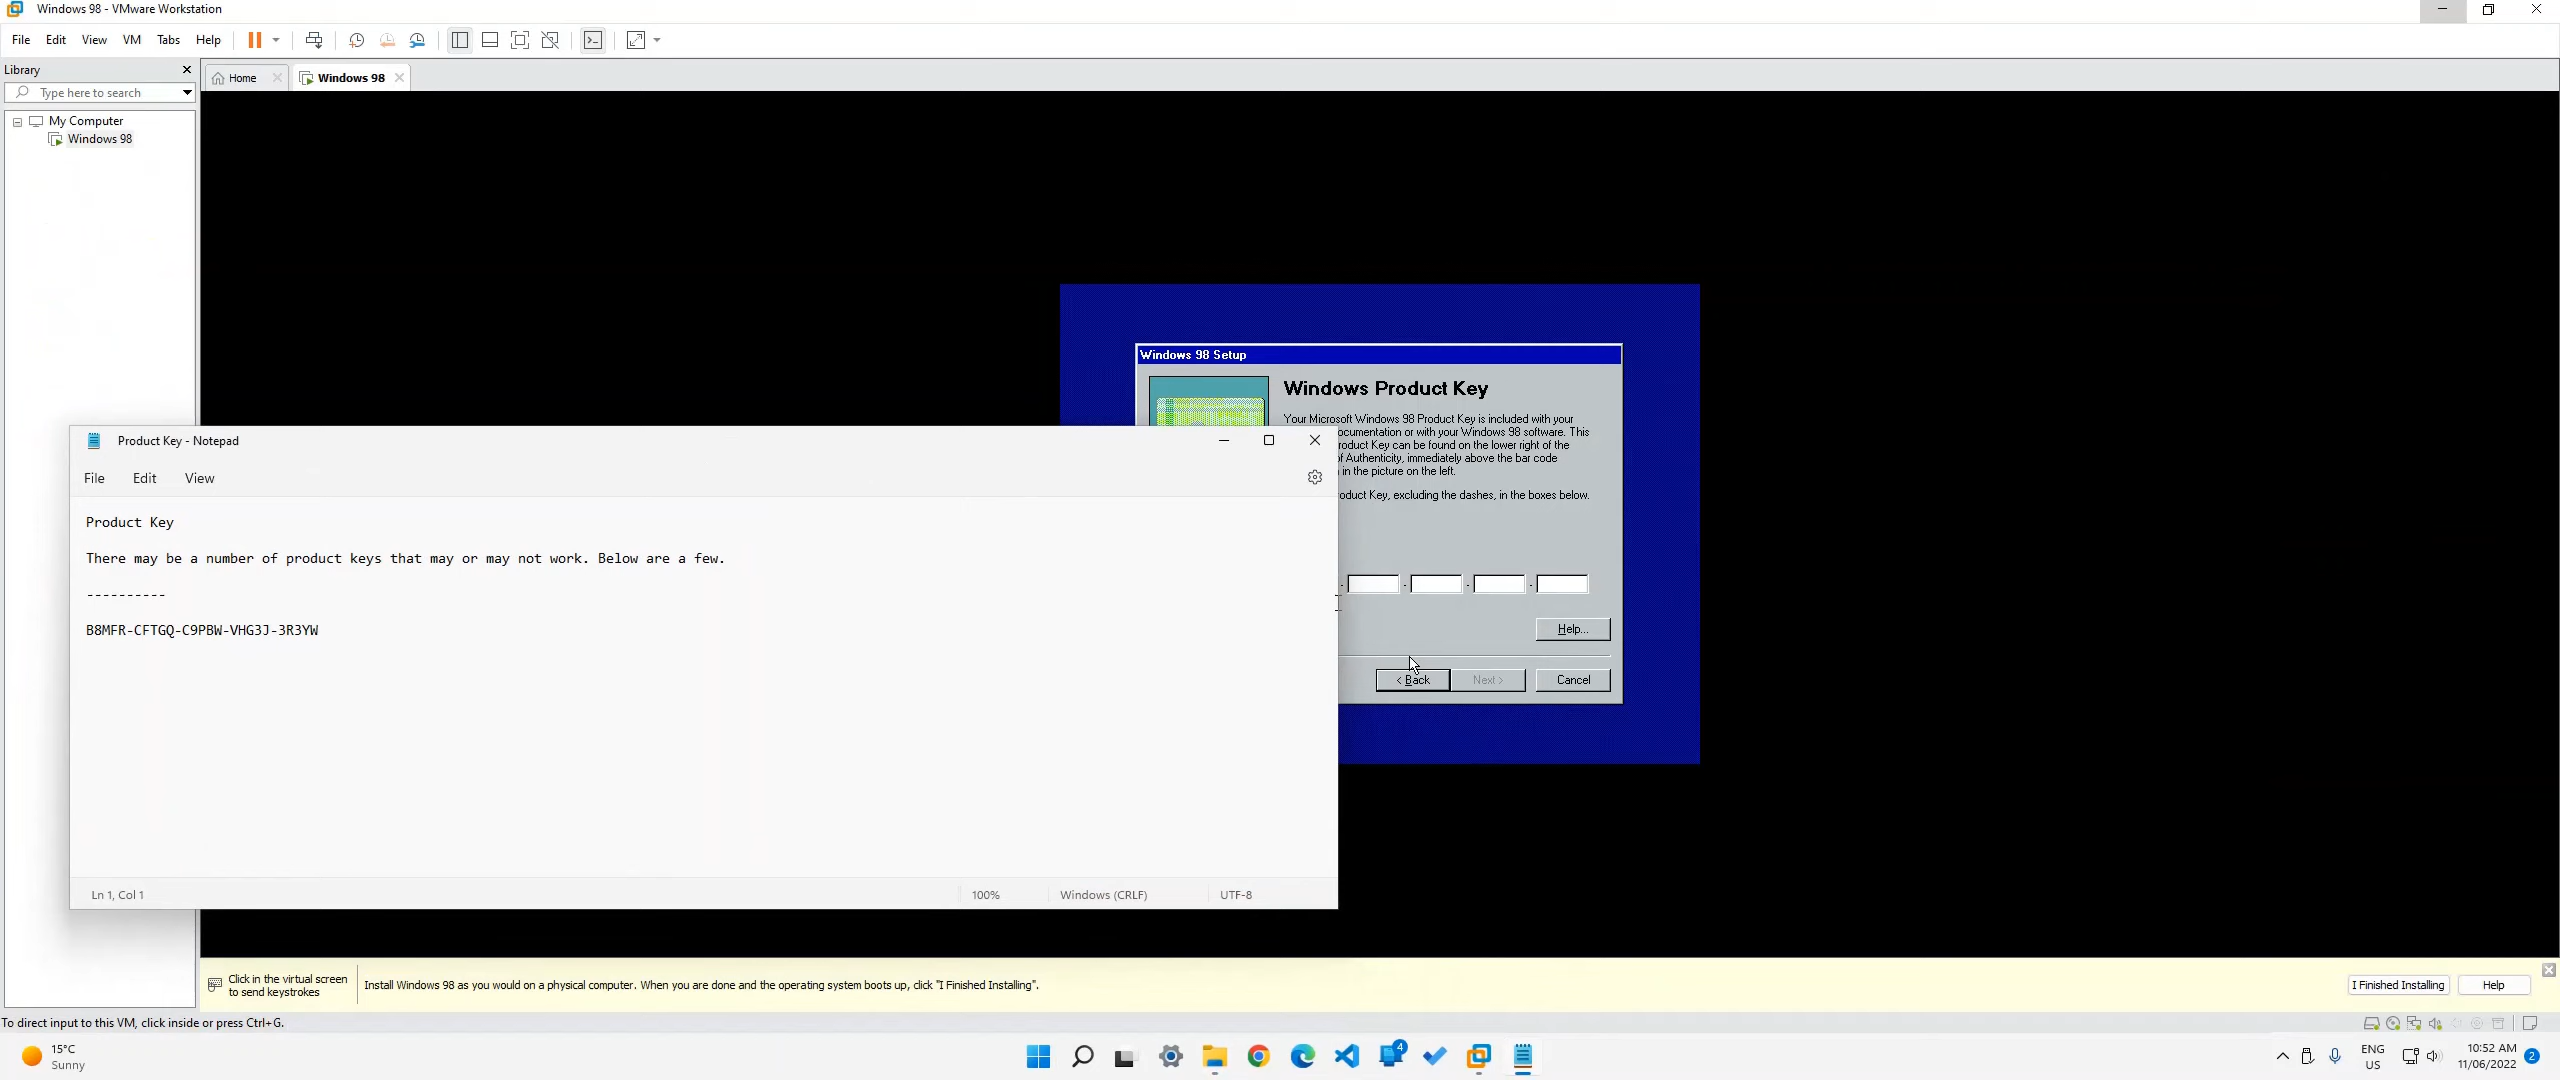 Windows 98 - VMware Workstation
File Edit View VM Tabs Help
Library
Type here to search
My Computer
Windows 98
Home
Windows 98
Windows 98 Setup
Windows Product Key
Your Microsoft Windows 98 Product Key is included with your
ocumentation or with your Windows 98 software. This
roduct Key can be found on the lower right of the
of Authenticity, immediately above the bar code
in the picture on the left.
oduct Key, excluding the dashes, in the boxes below.
- - - -
Help...
< Back Next > Cancel
Product Key - Notepad
File Edit View
Product Key
There may be a number of product keys that may or may not work. Below are a few.
----------
B8MFR-CFTGQ-C9PBW-VHG3J-3R3YW
Ln 1, Col 1 100% Windows (CRLF) UTF-8
Click in the virtual screen
to send keystrokes
Install Windows 98 as you would on a physical computer. When you are done and the operating system boots up, click "I Finished Installing".
I Finished Installing Help
To direct input to this VM, click inside or press Ctrl+G.
15°C
Sunny
4
ENG
US
10:52 AM
11/06/2022
2